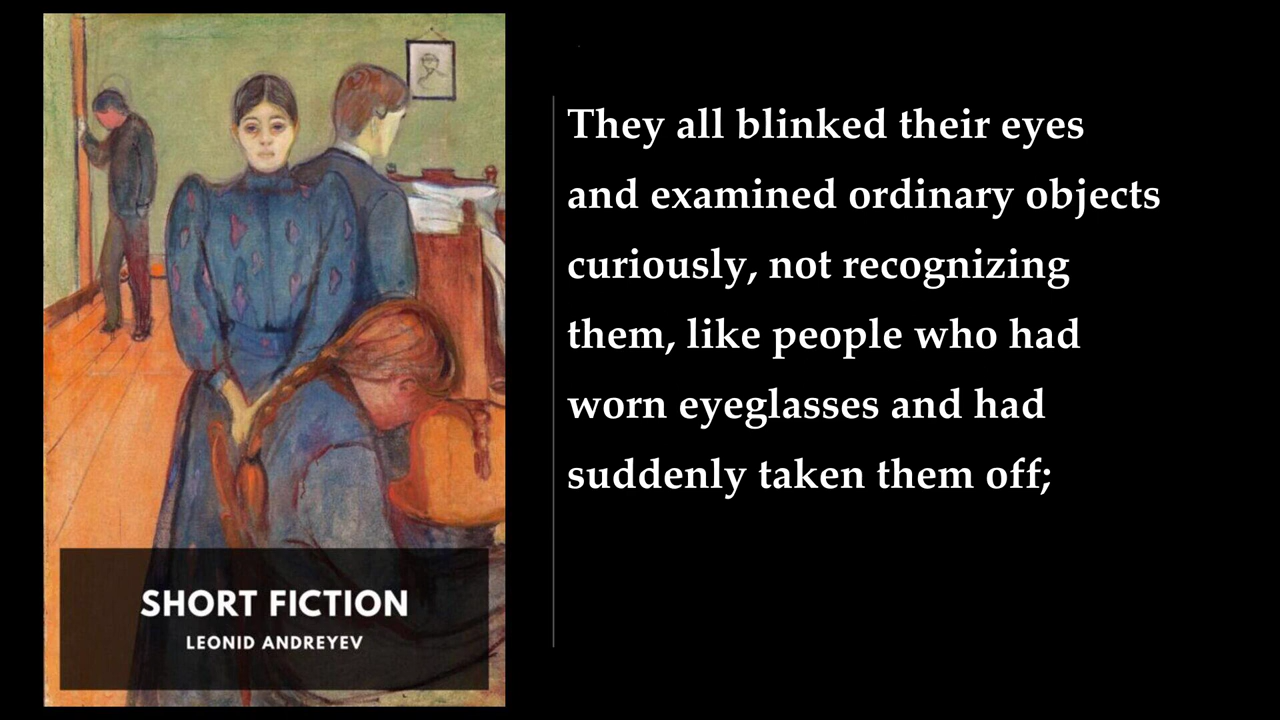 They all blinked their eyes
and examined ordinary objects
curiously, not recognizing
them, like people who had
worn eyeglasses and had
suddenly taken them off;
SHORT FICTION
LEONID ANDREYEV